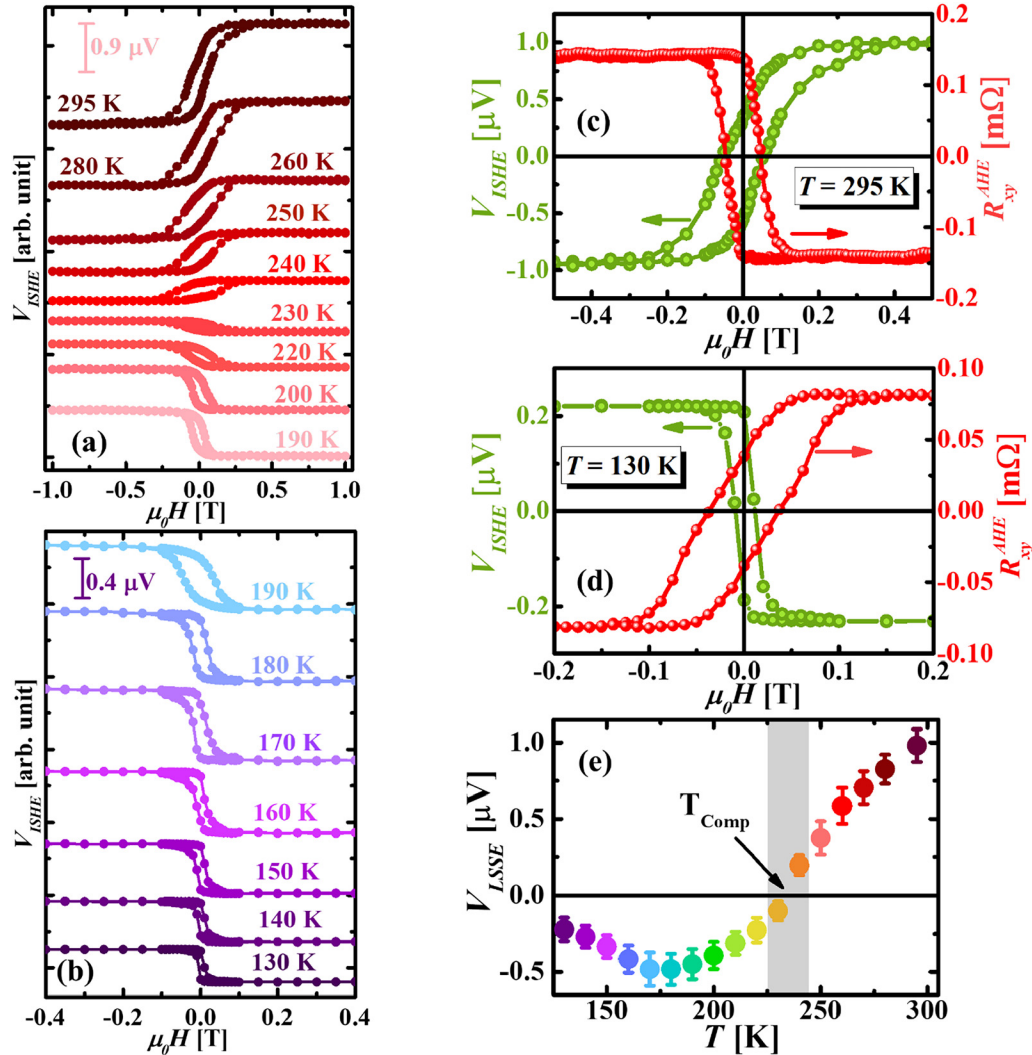 0.9 μV
295 K
280 K
260 K
250 K
240 K
230 K
220 K
200 K
190 K
(a)
V_ISHE [arb. unit]
-1.0 -0.5 0.0 0.5 1.0
μ₀H [T]
0.4 μV
190 K
180 K
170 K
160 K
150 K
140 K
130 K
(b)
V_ISHE [arb. unit]
-0.4 -0.2 0.0 0.2 0.4
μ₀H [T]
(c)
T = 295 K
V_ISHE [μV]
1.0
0.5
0.0
-0.5
-1.0
R_xy^AHE [mΩ]
0.2
0.1
0.0
-0.1
-0.2
-0.4 -0.2 0.0 0.2 0.4
μ₀H [T]
(d)
T = 130 K
V_ISHE [μV]
0.2
0.0
-0.2
R_xy^AHE [mΩ]
0.10
0.05
0.00
-0.05
-0.10
-0.2 -0.1 0.0 0.1 0.2
μ₀H [T]
(e)
T_Comp
V_LSSE [μV]
1.0
0.5
0.0
-0.5
150 200 250 300
T [K]